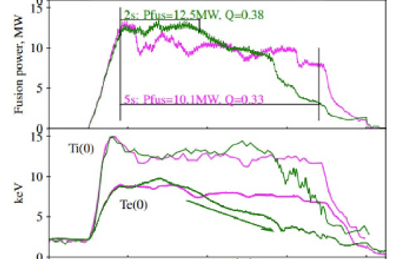 2s: Pfus=12.5MW, Q=0.38
15
10
5
0
Fusion power, MW
5s: Pfus=10.1MW, Q=0.33
15
10
5
0
keV
Ti(0)
Te(0)